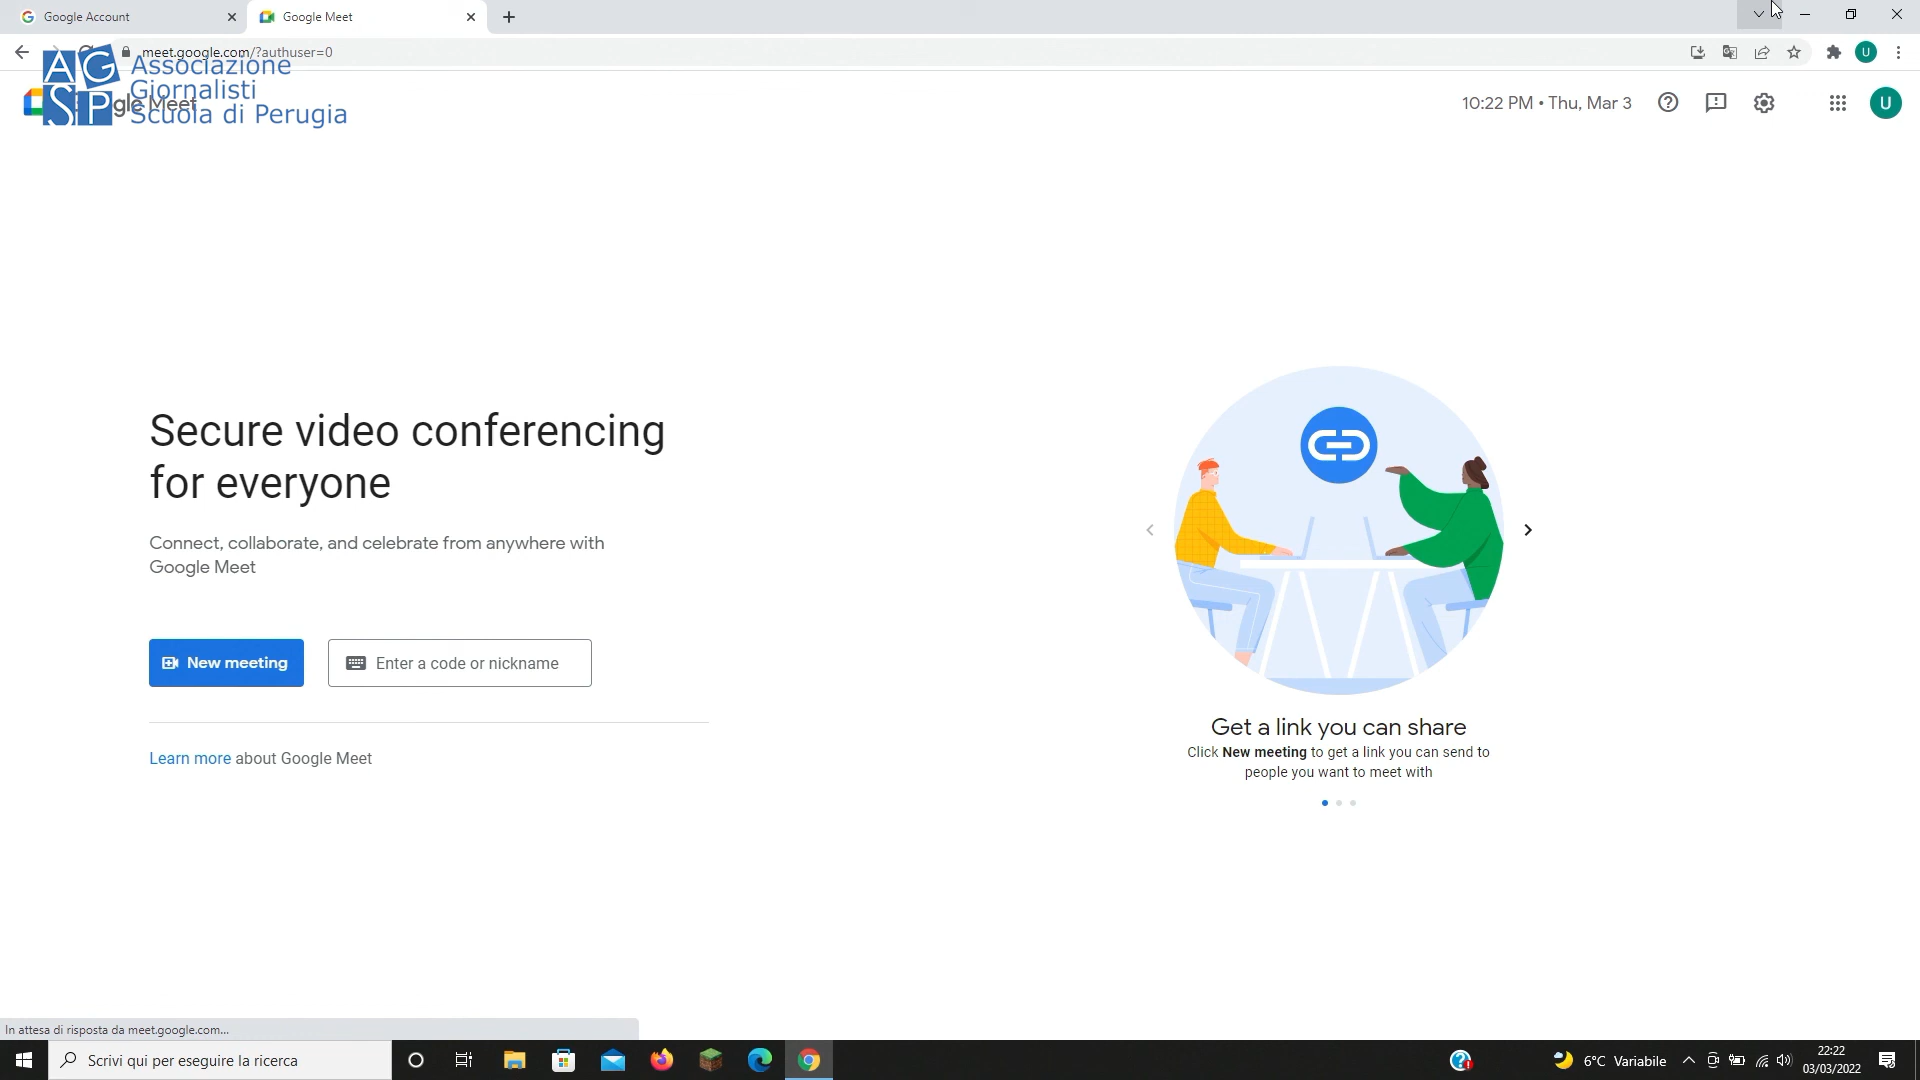 Google Account
Google Meet
meet.google.com/?authuser=0
U
AGSP
Associazione
Giornalisti
Scuola di Perugia
gle Meet
10:22 PM • Thu, Mar 3
U
Secure video conferencing
for everyone
Connect, collaborate, and celebrate from anywhere with
Google Meet
New meeting
Enter a code or nickname
Learn more about Google Meet
Get a link you can share
Click New meeting to get a link you can send to
people you want to meet with
In attesa di risposta da meet.google.com...
Scrivi qui per eseguire la ricerca
6°C Variabile
22:22
03/03/2022